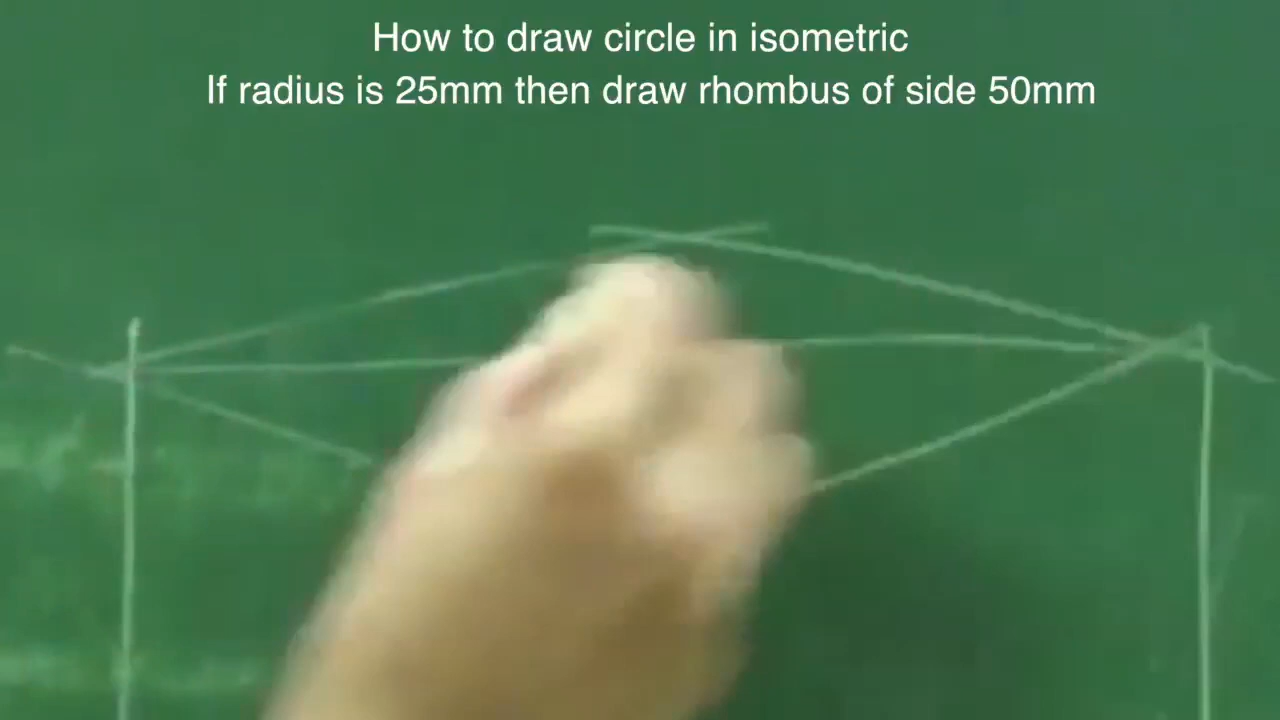 How to draw circle in isometric
If radius is 25mm then draw rhombus of side 50mm